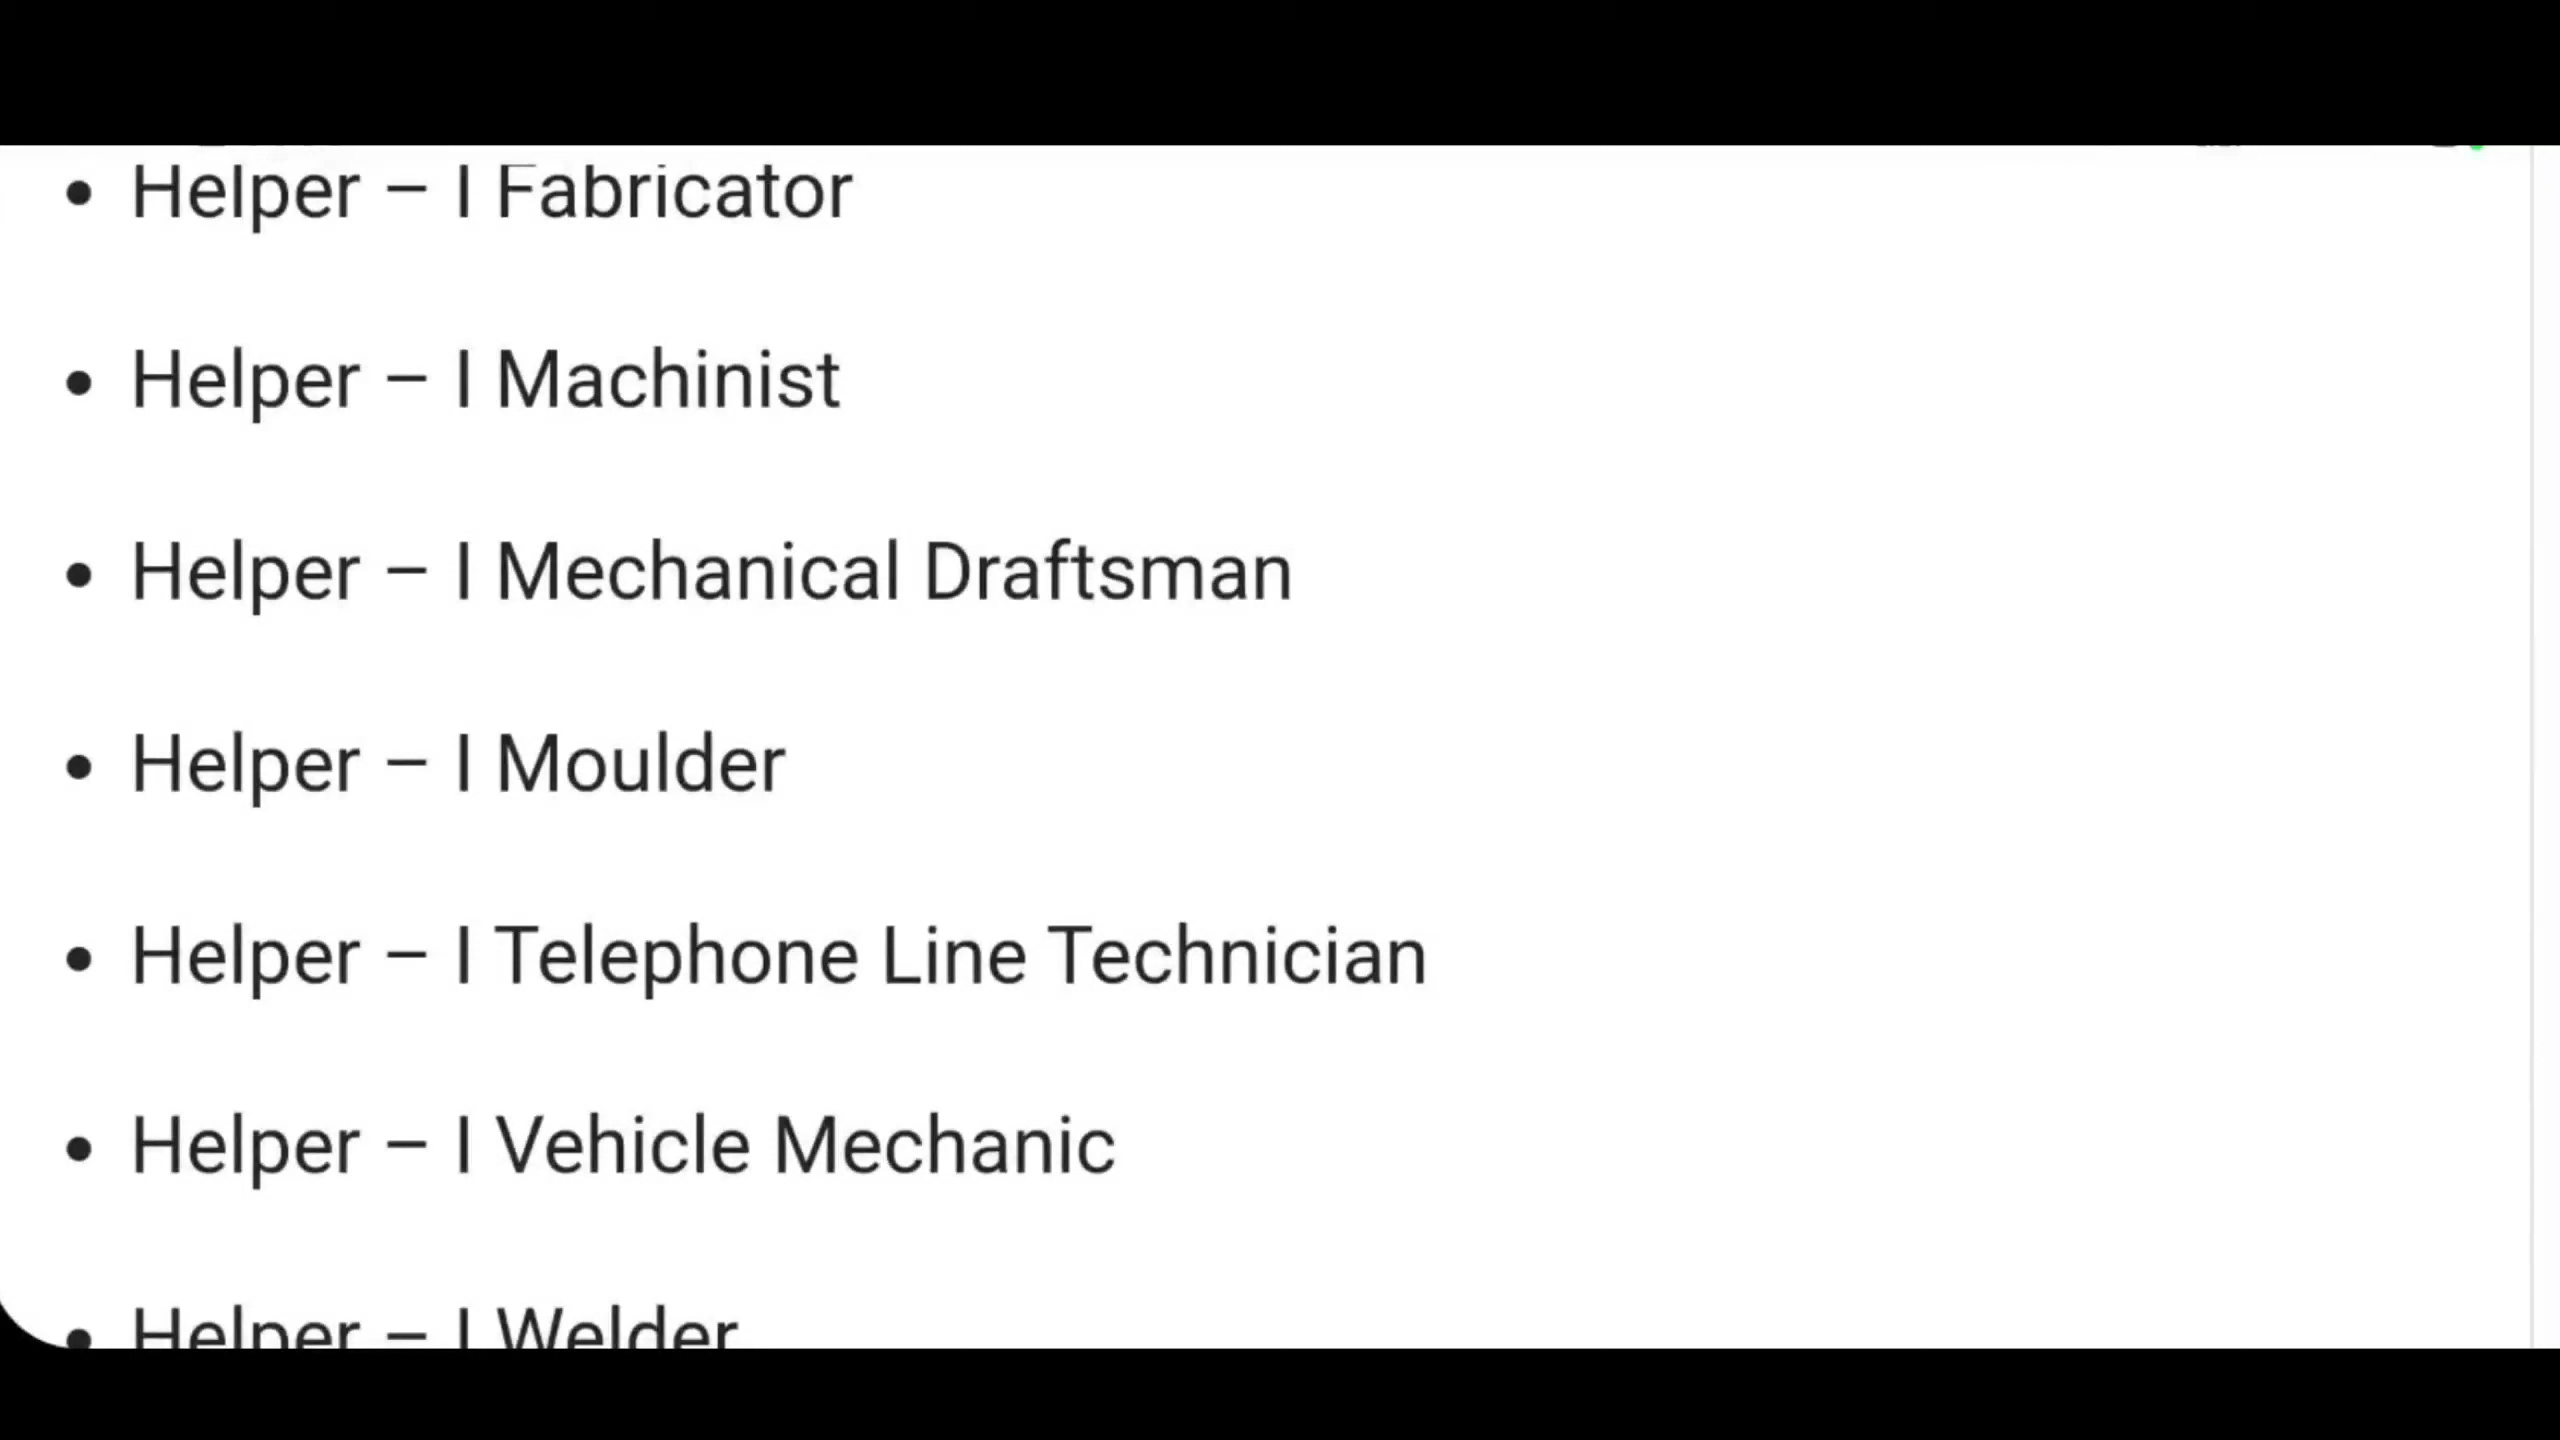 • Helper – I Fabricator
• Helper – I Machinist
• Helper – I Mechanical Draftsman
• Helper – I Moulder
• Helper – I Telephone Line Technician
• Helper – I Vehicle Mechanic
• Helper – I Welder